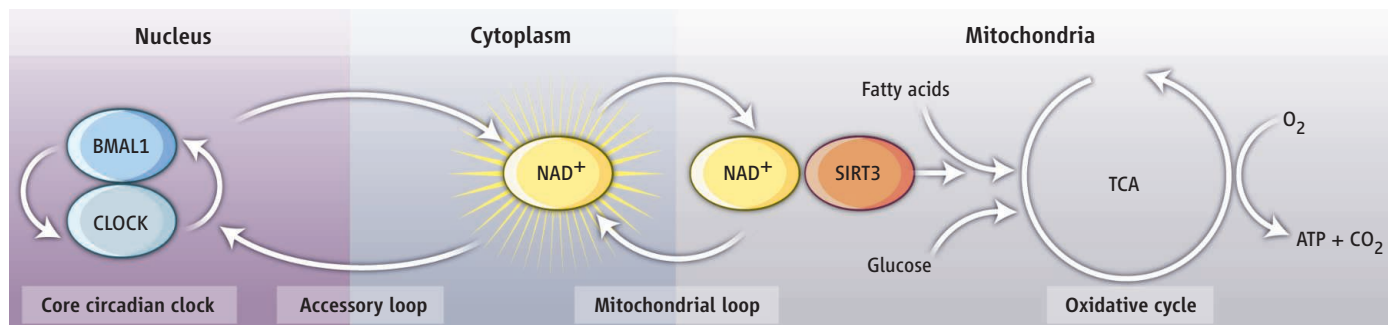 Nucleus
Cytoplasm
Mitochondria
BMAL1
CLOCK
NAD⁺
NAD⁺
SIRT3
Fatty acids
Glucose
TCA
O₂
ATP + CO₂
Core circadian clock
Accessory loop
Mitochondrial loop
Oxidative cycle